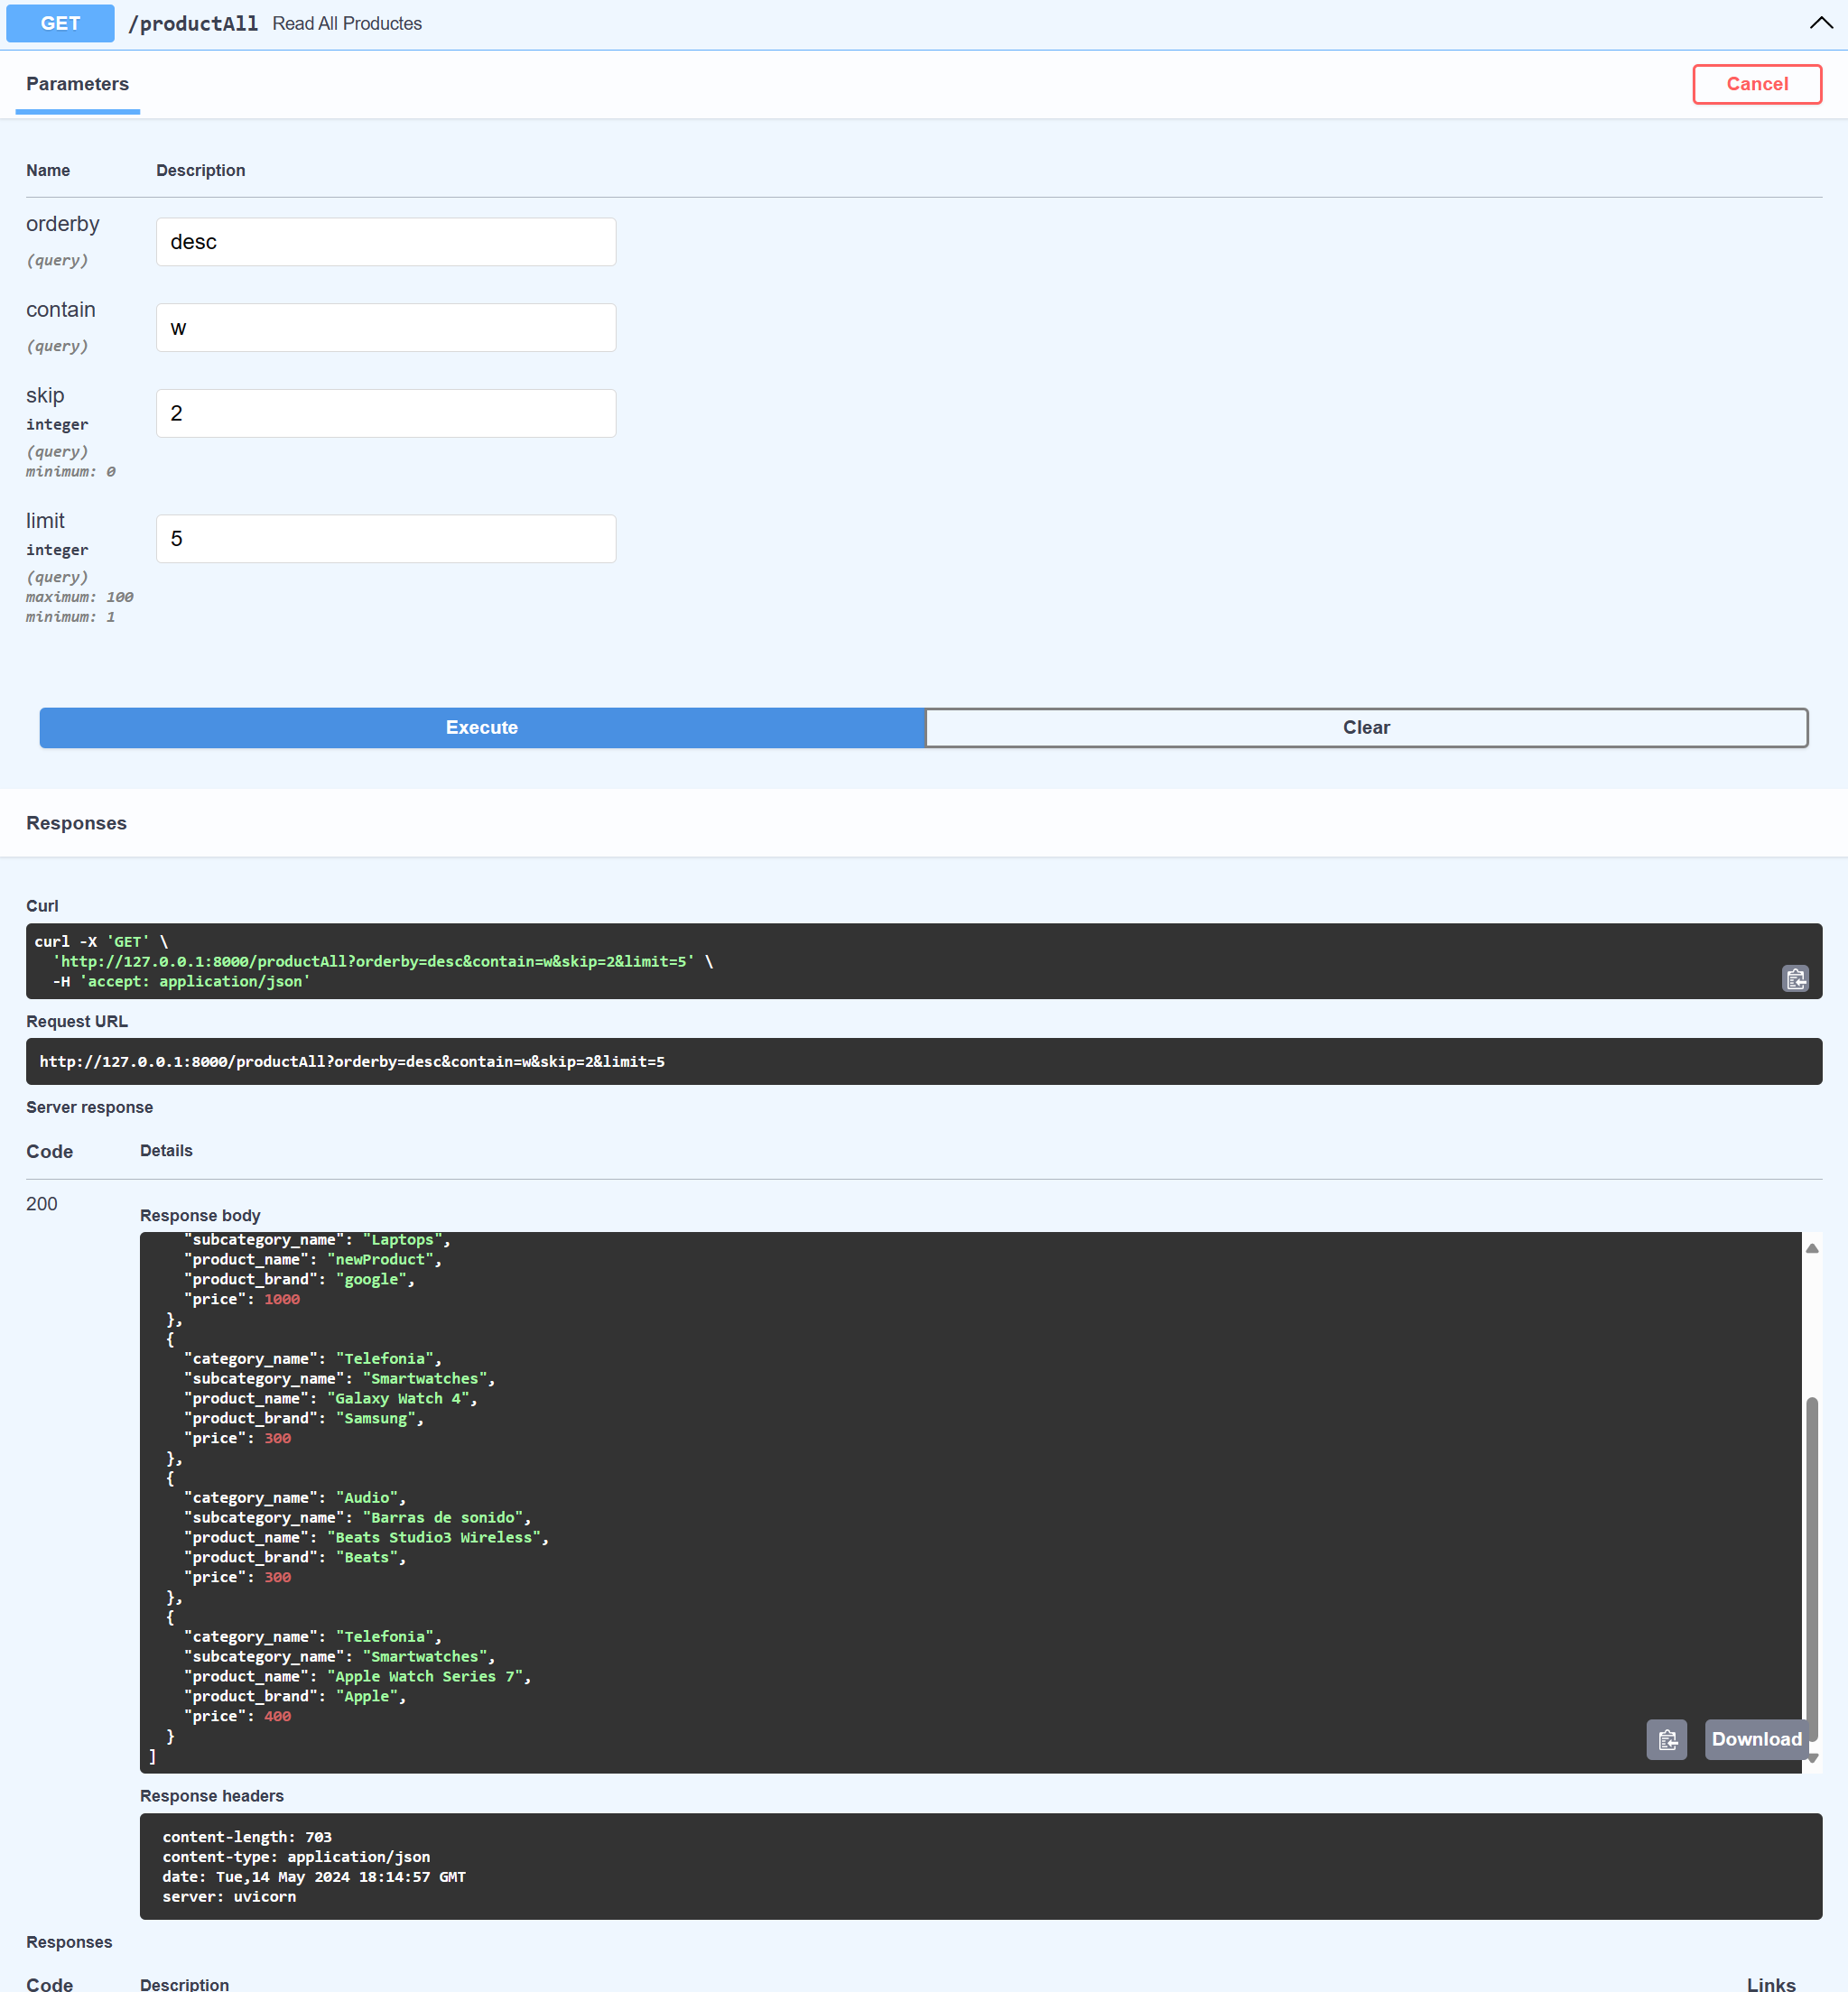 GET /productAll Read All Productes
Parameters
Cancel
Name Description
orderby
(query)
desc
contain
(query)
w
skip
integer
(query)
minimum: 0
2
limit
integer
(query)
maximum: 100
minimum: 1
5
Execute
Clear
Responses
Curl
curl -X 'GET' \
  'http://127.0.0.1:8000/productAll?orderby=desc&contain=w&skip=2&limit=5' \
  -H 'accept: application/json'
Request URL
http://127.0.0.1:8000/productAll?orderby=desc&contain=w&skip=2&limit=5
Server response
Code Details
200
Response body
    "subcategory_name": "Laptops",
    "product_name": "newProduct",
    "product_brand": "google",
    "price": 1000
  },
  {
    "category_name": "Telefonia",
    "subcategory_name": "Smartwatches",
    "product_name": "Galaxy Watch 4",
    "product_brand": "Samsung",
    "price": 300
  },
  {
    "category_name": "Audio",
    "subcategory_name": "Barras de sonido",
    "product_name": "Beats Studio3 Wireless",
    "product_brand": "Beats",
    "price": 300
  },
  {
    "category_name": "Telefonia",
    "subcategory_name": "Smartwatches",
    "product_name": "Apple Watch Series 7",
    "product_brand": "Apple",
    "price": 400
  }
]
Download
Response headers
content-length: 703
content-type: application/json
date: Tue,14 May 2024 18:14:57 GMT
server: uvicorn
Responses
Code Description Links